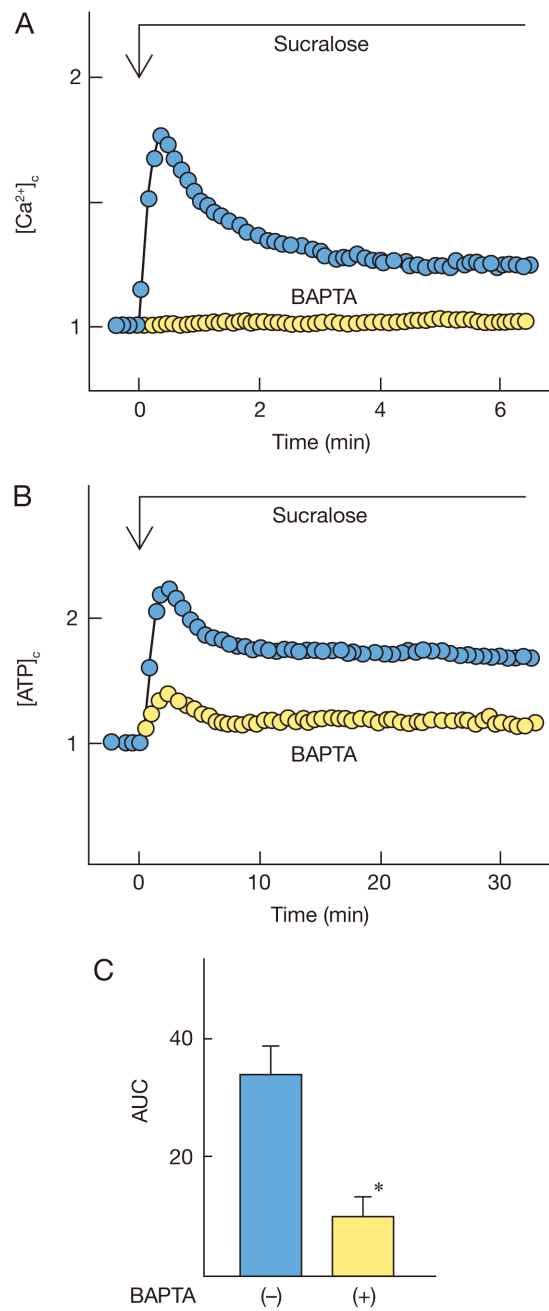 A
Sucralose
2
[Ca²⁺]c
BAPTA
1
0 2 4 6
Time (min)
B
Sucralose
2
[ATP]c
1
BAPTA
0 10 20 30
Time (min)
C
40
AUC
20
*
BAPTA (–) (+)